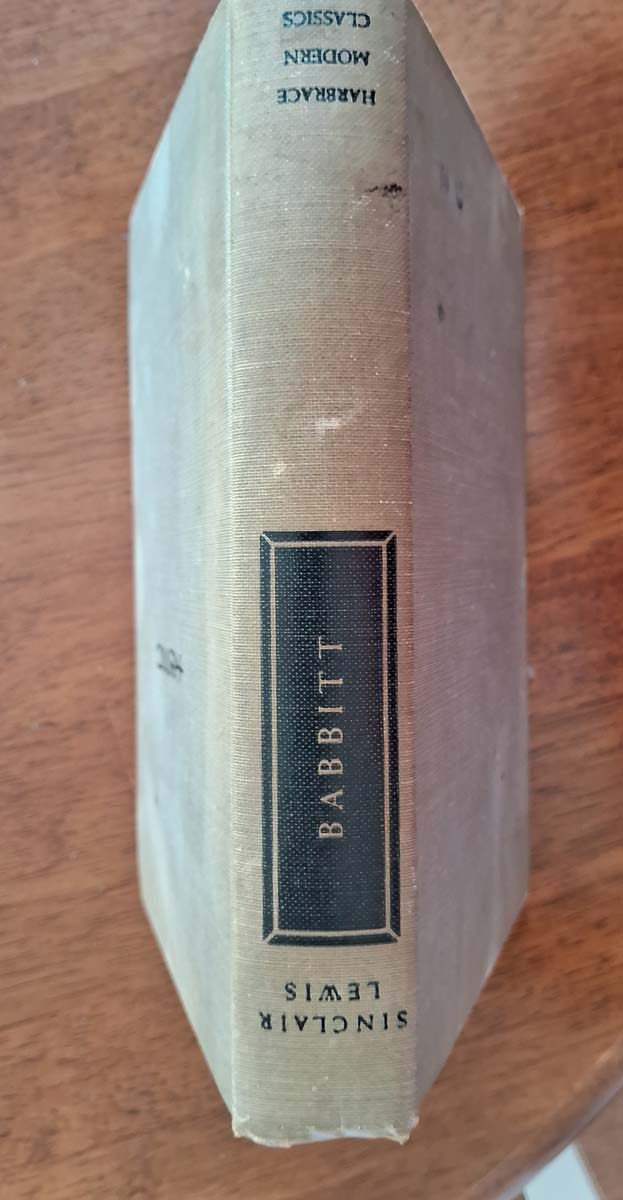 SINCLAIR
LEWIS
BABBITT
HARBRACE
MODERN
CLASSICS